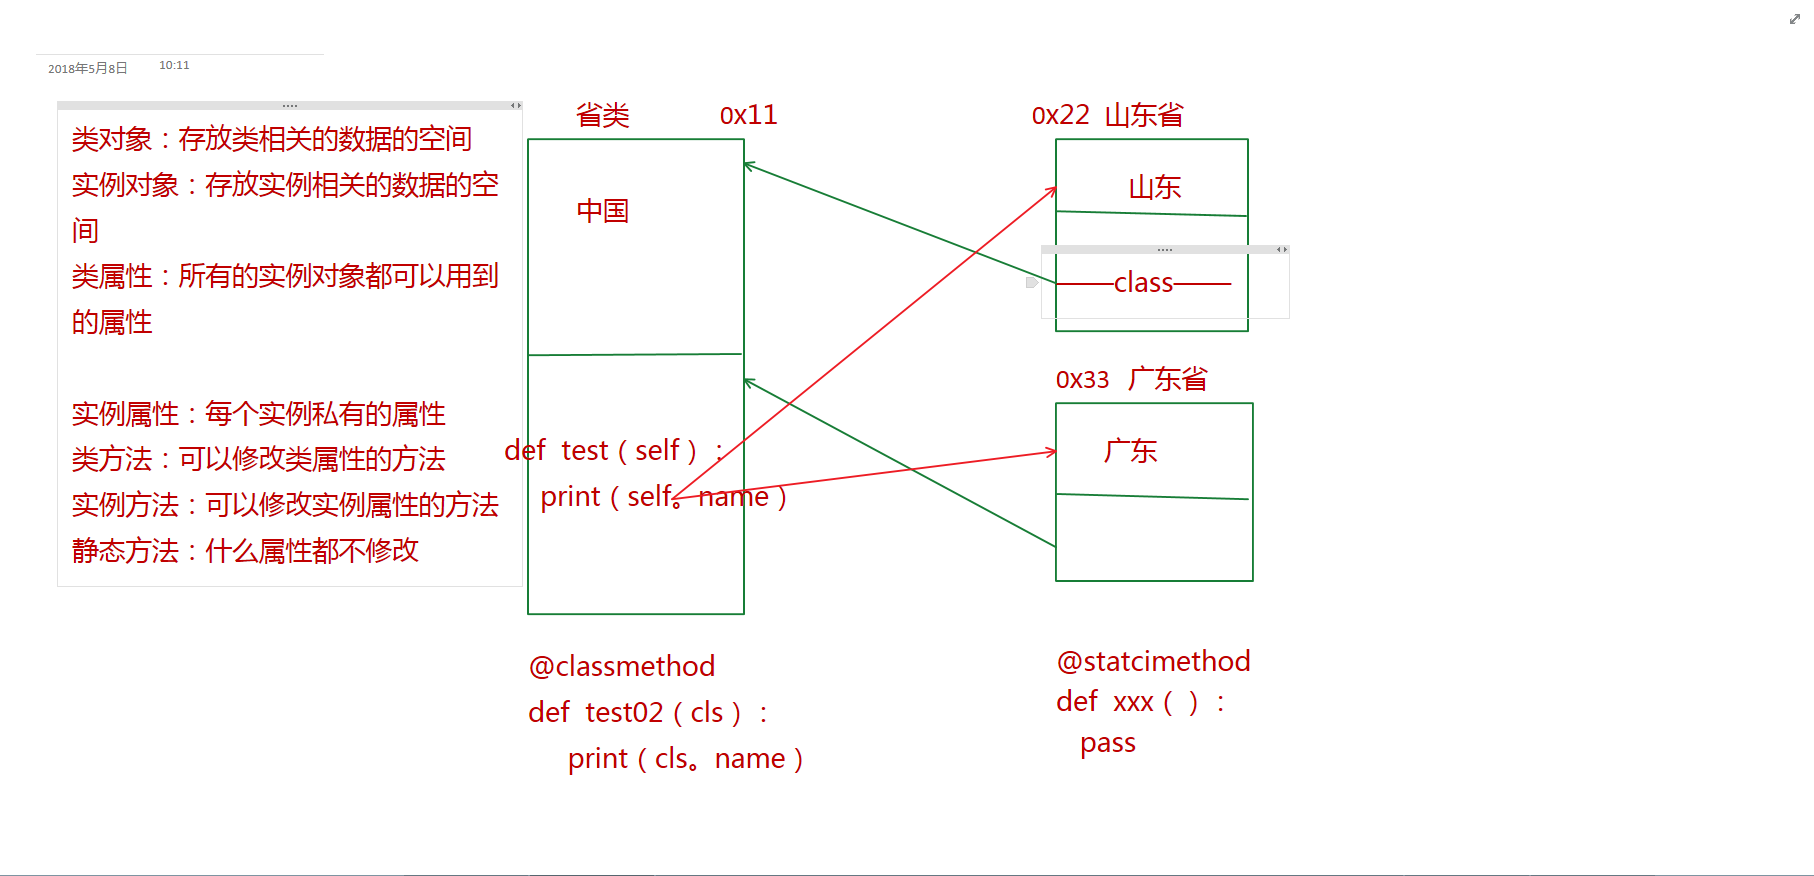 2018年5月8日 10:11
类对象：存放类相关的数据的空间
实例对象：存放实例相关的数据的空
间
类属性：所有的实例对象都可以用到
的属性
实例属性：每个实例私有的属性
类方法：可以修改类属性的方法
实例方法：可以修改实例属性的方法
静态方法：什么属性都不修改
省类 0x11
中国
def test（self）：
print（self。name）
@classmethod
def test02（cls）：
print（cls。name）
0x22 山东省
山东
———class———
0x33 广东省
广东
@statcimethod
def xxx（ ）：
pass